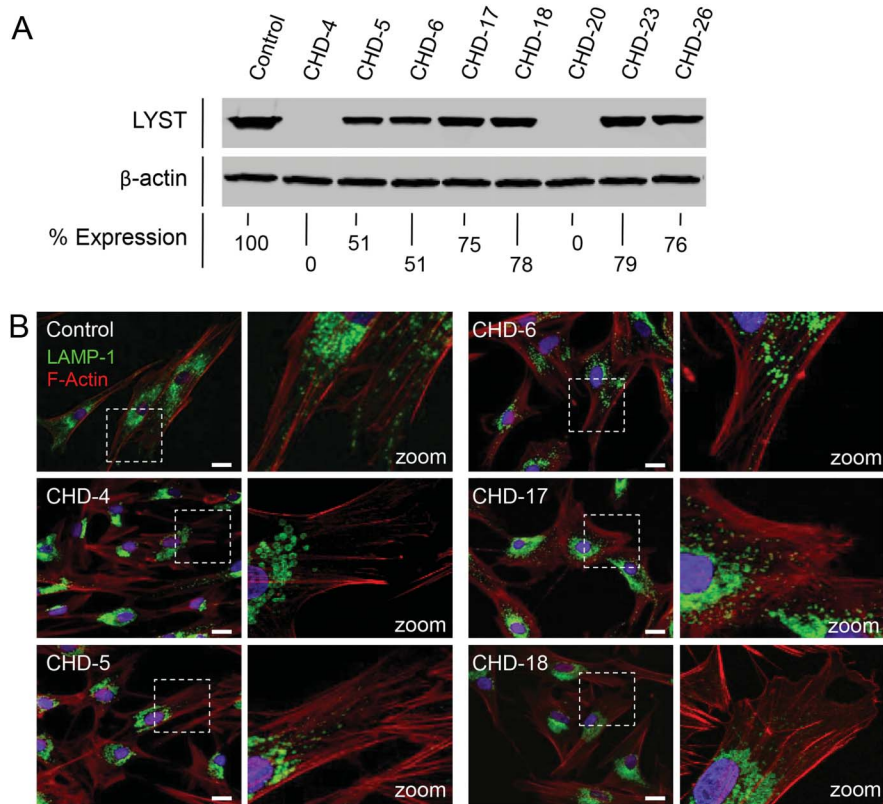 A
Control
CHD-4
CHD-5
CHD-6
CHD-17
CHD-18
CHD-20
CHD-23
CHD-26
LYST
β-actin
% Expression
100
0
51
51
75
78
0
79
76
B
Control
LAMP-1
F-Actin
zoom
CHD-6
zoom
CHD-4
zoom
CHD-17
zoom
CHD-5
zoom
CHD-18
zoom